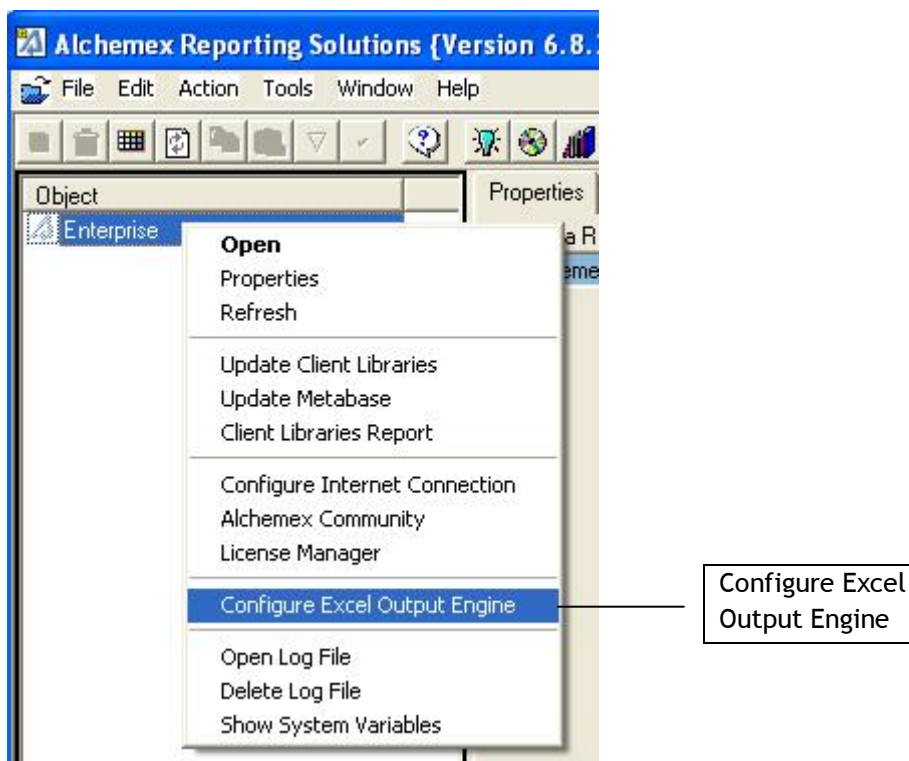 Alchemex Reporting Solutions {Version 6.8.
File Edit Action Tools Window Help
Object
Properties
Enterprise
a R
eme
Open
Properties
Refresh
Update Client Libraries
Update Metabase
Client Libraries Report
Configure Internet Connection
Alchemex Community
License Manager
Configure Excel Output Engine
Open Log File
Delete Log File
Show System Variables
Configure Excel
Output Engine